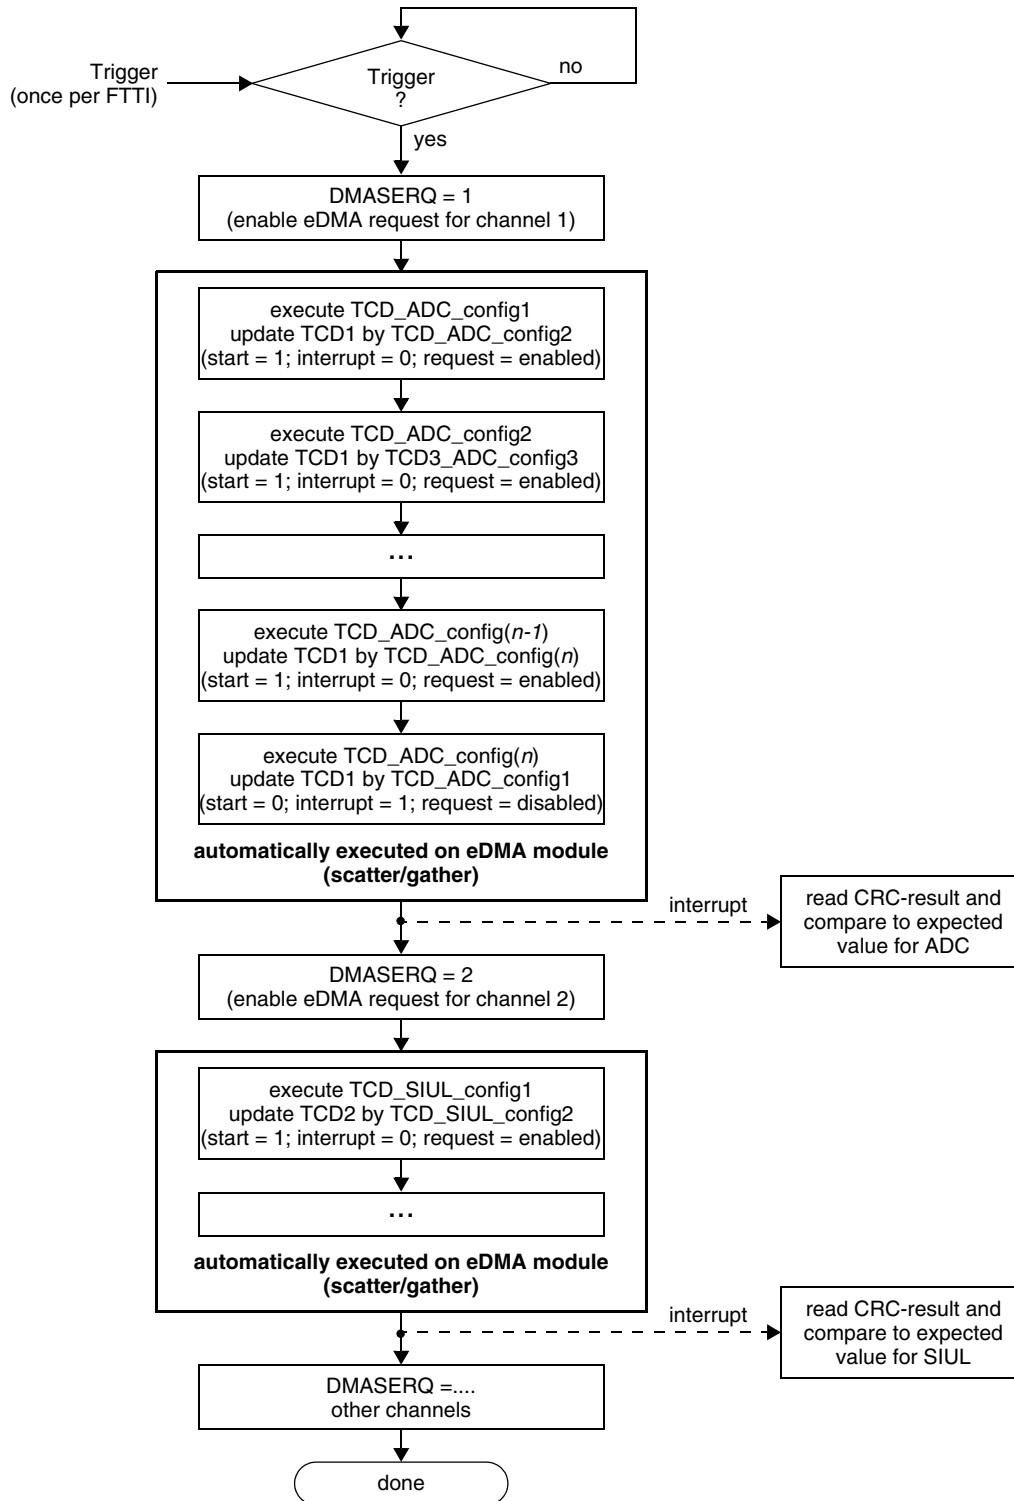 Trigger
(once per FTTI)
Trigger
?
no
yes
DMASERQ = 1
(enable eDMA request for channel 1)
execute TCD_ADC_config1
update TCD1 by TCD_ADC_config2
(start = 1; interrupt = 0; request = enabled)
execute TCD_ADC_config2
update TCD1 by TCD3_ADC_config3
(start = 1; interrupt = 0; request = enabled)
...
execute TCD_ADC_config(n-1)
update TCD1 by TCD_ADC_config(n)
(start = 1; interrupt = 0; request = enabled)
execute TCD_ADC_config(n)
update TCD1 by TCD_ADC_config1
(start = 0; interrupt = 1; request = disabled)
automatically executed on eDMA module
(scatter/gather)
interrupt
read CRC-result and
compare to expected
value for ADC
DMASERQ = 2
(enable eDMA request for channel 2)
execute TCD_SIUL_config1
update TCD2 by TCD_SIUL_config2
(start = 1; interrupt = 0; request = enabled)
...
automatically executed on eDMA module
(scatter/gather)
interrupt
read CRC-result and
compare to expected
value for SIUL
DMASERQ =....
other channels
done